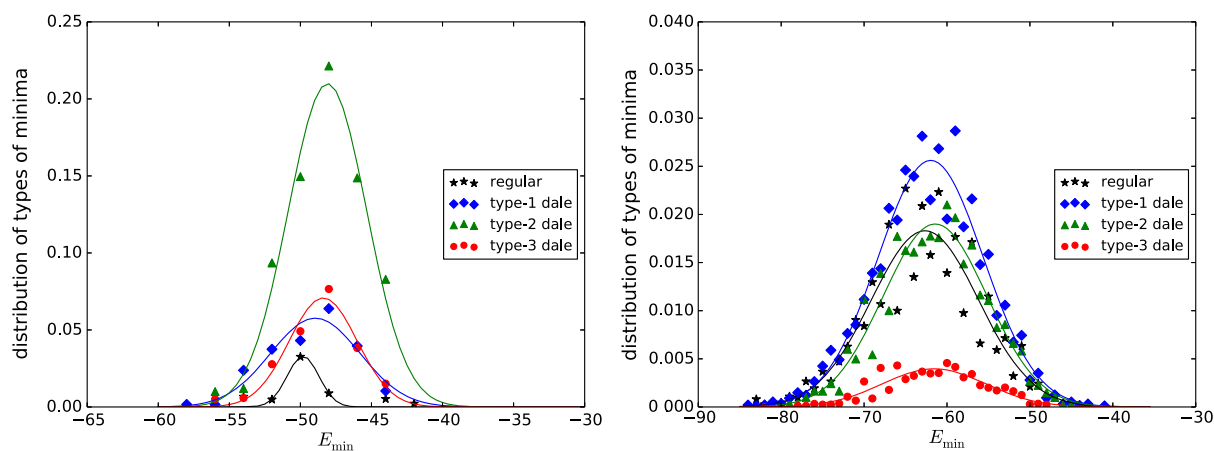 0.25
0.20
0.15
0.10
0.05
0.00
distribution of types of minima
−65 −60 −55 −50 −45 −40 −35 −30
E_min
regular
type-1 dale
type-2 dale
type-3 dale
0.040
0.035
0.030
0.025
0.020
0.015
0.010
0.005
0.000
distribution of types of minima
−90 −80 −70 −60 −50 −40 −30
E_min
regular
type-1 dale
type-2 dale
type-3 dale